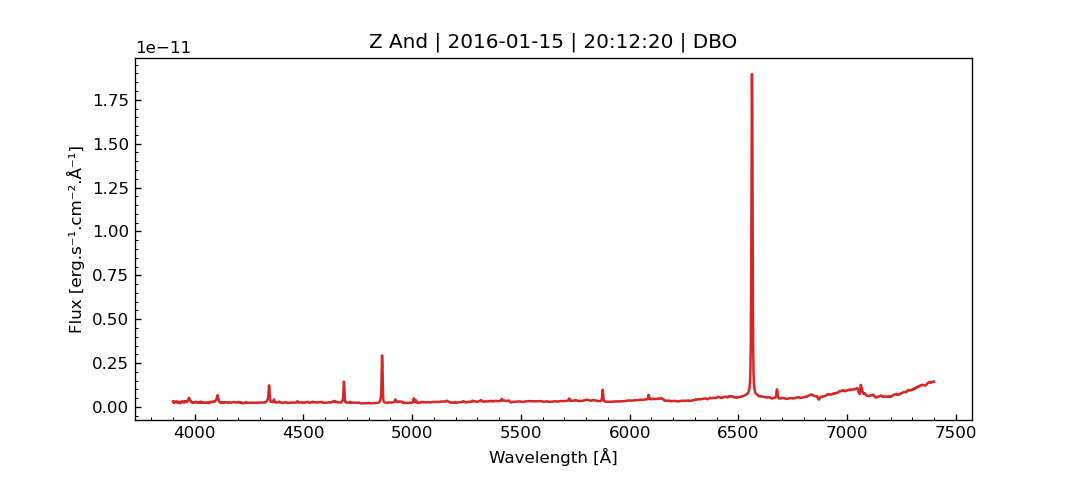 Z And | 2016-01-15 | 20:12:20 | DBO
1e−11
1.75
1.50
1.25
1.00
0.75
0.50
0.25
0.00
Flux [erg.s⁻¹.cm⁻².Å⁻¹]
4000 4500 5000 5500 6000 6500 7000 7500
Wavelength [Å]